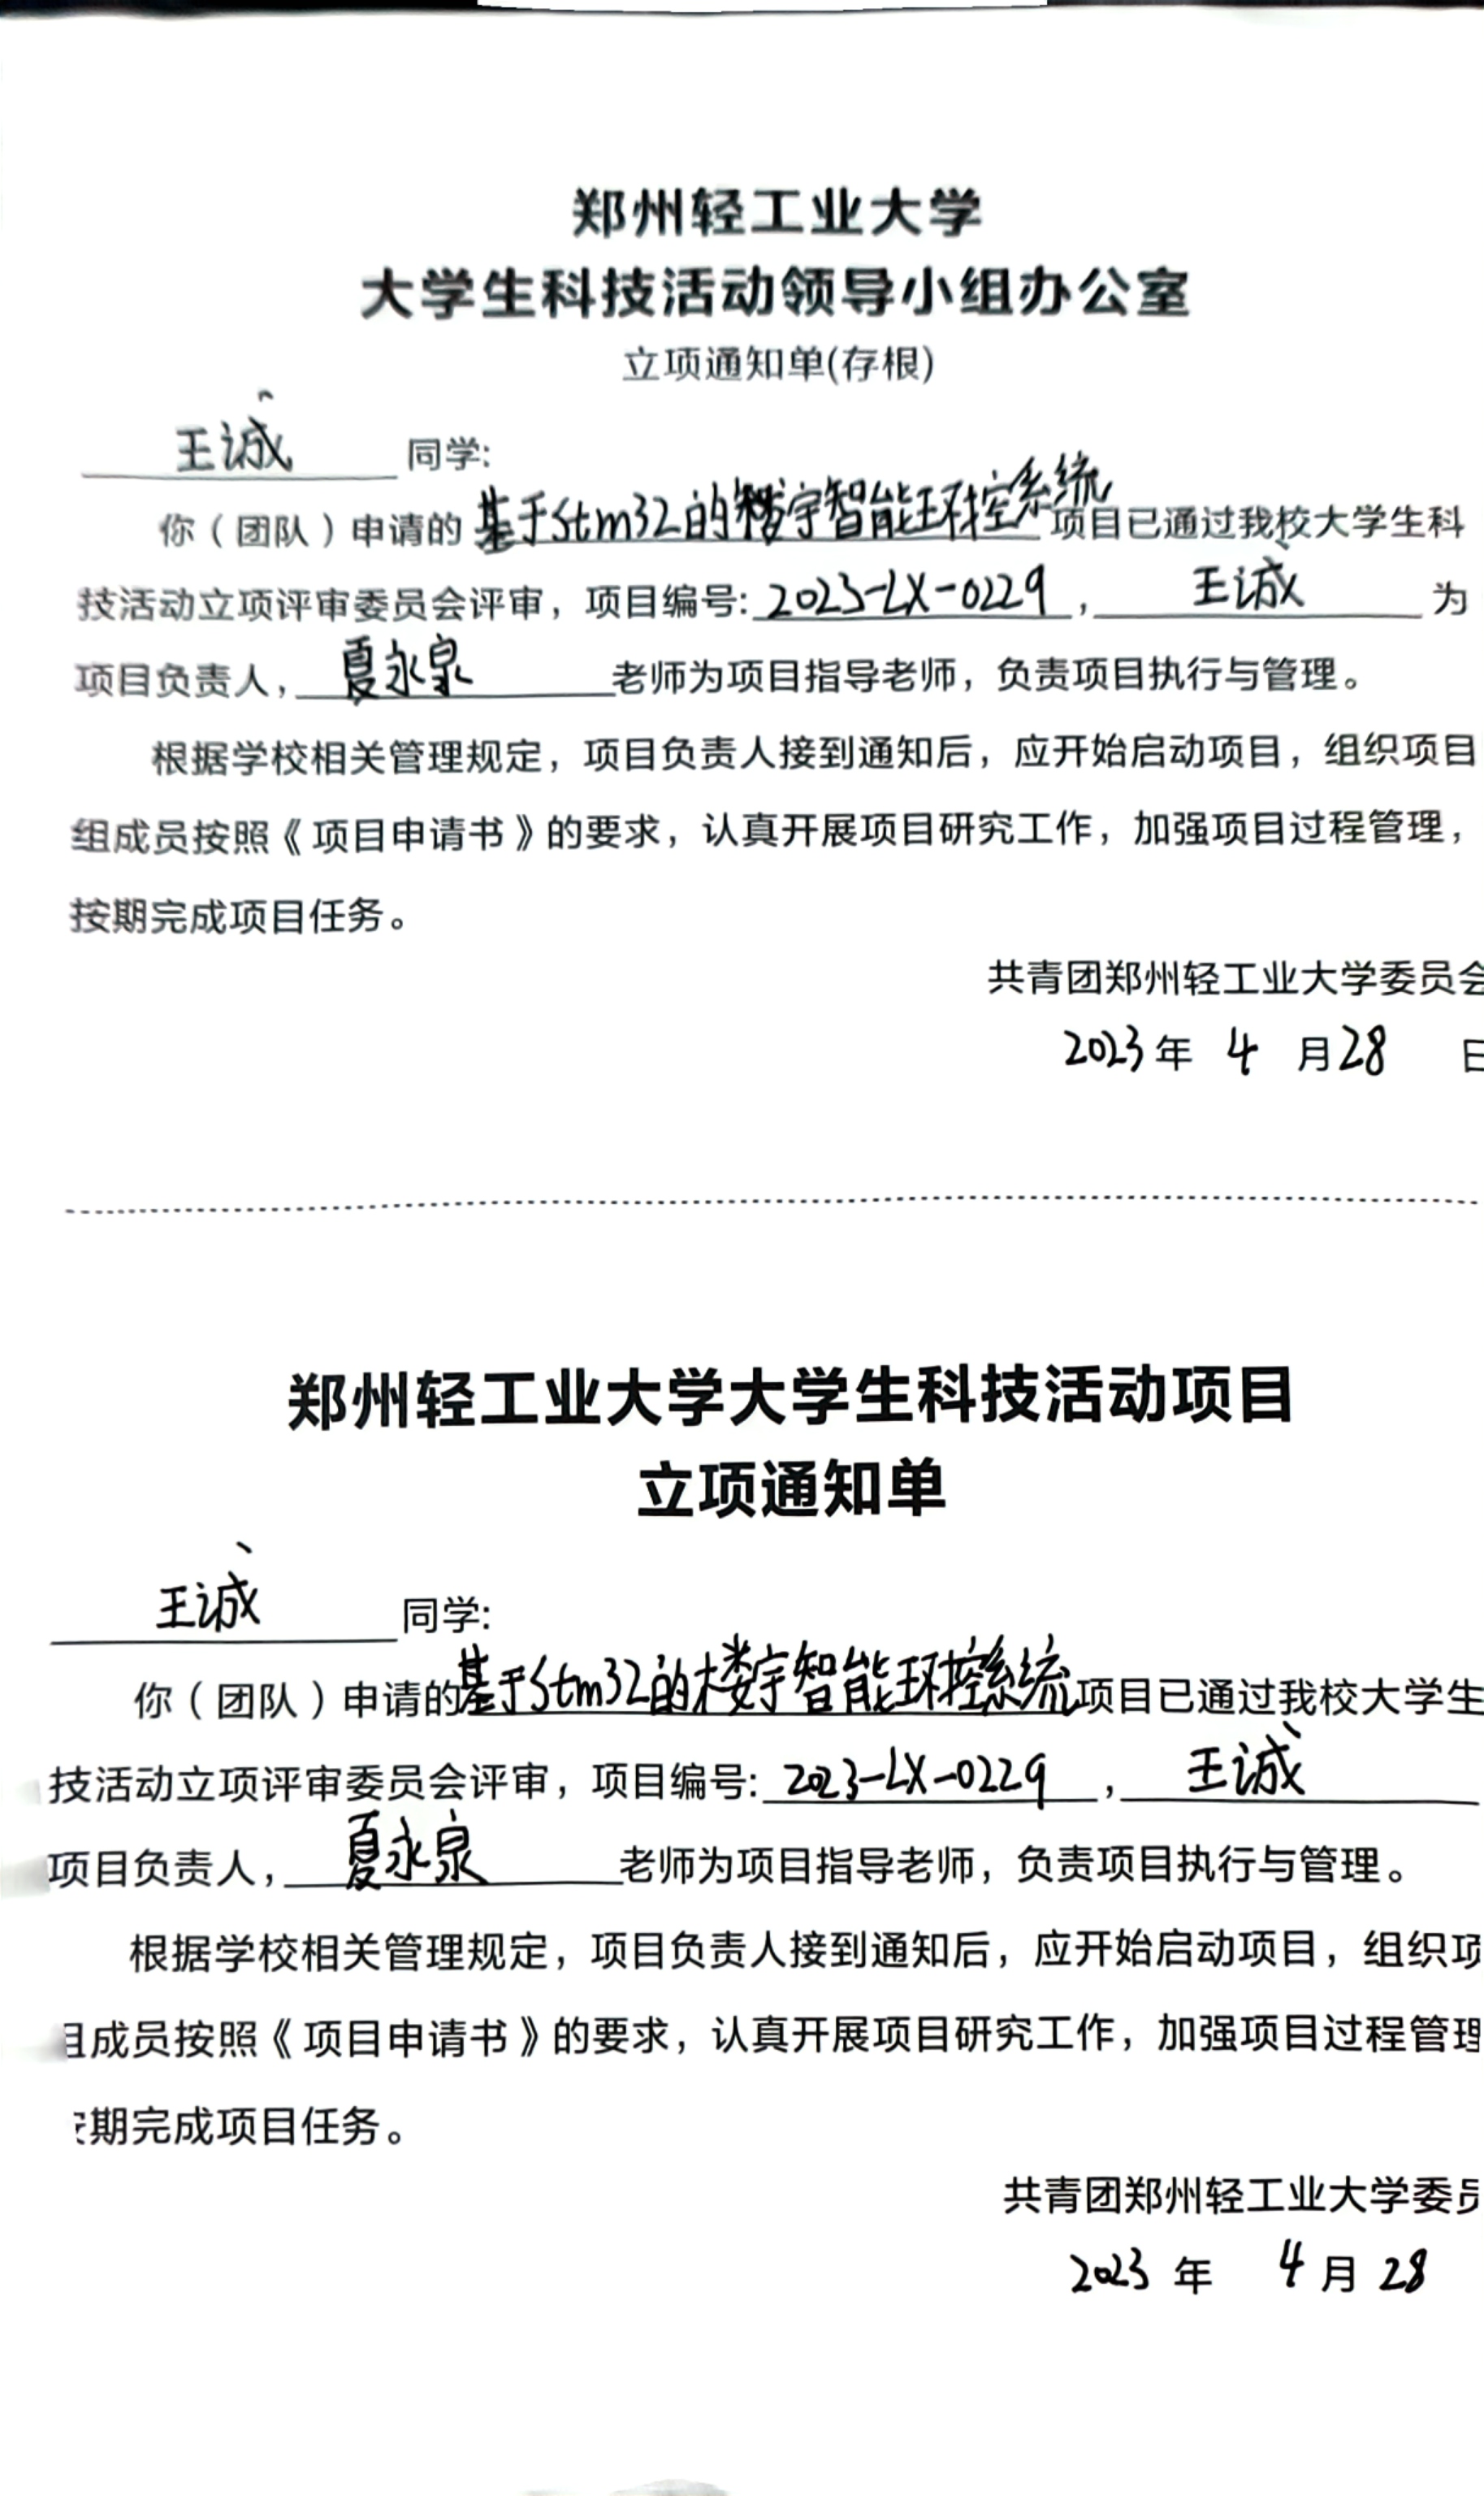 郑州轻工业大学
大学生科技活动领导小组办公室
立项通知单(存根)
王诚 同学:
你（团队）申请的 基于Stm32的楼宇智能环控系统 项目已通过我校大学生科
技活动立项评审委员会评审，项目编号: 2023-LX-0229 , 王诚 为
项目负责人, 夏永泉 老师为项目指导老师，负责项目执行与管理。
根据学校相关管理规定，项目负责人接到通知后，应开始启动项目，组织项目
组成员按照《项目申请书》的要求，认真开展项目研究工作，加强项目过程管理，
按期完成项目任务。
共青团郑州轻工业大学委员会
2023 年 4 月 28 日
郑州轻工业大学大学生科技活动项目
立项通知单
王诚 同学:
你（团队）申请的 基于Stm32的楼宇智能环控系统 项目已通过我校大学生
技活动立项评审委员会评审，项目编号: 2023-LX-0229 , 王诚
项目负责人, 夏永泉 老师为项目指导老师，负责项目执行与管理。
根据学校相关管理规定，项目负责人接到通知后，应开始启动项目，组织项
组成员按照《项目申请书》的要求，认真开展项目研究工作，加强项目过程管理
期完成项目任务。
共青团郑州轻工业大学委员
2023 年 4 月 28